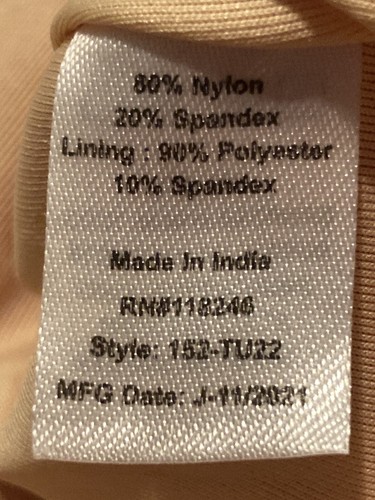 80% Nylon
20% Spandex
Lining : 90% Polyester
10% Spandex
Made In India
RN#118246
Style: 152-TU22
MFG Date: J-11/2021